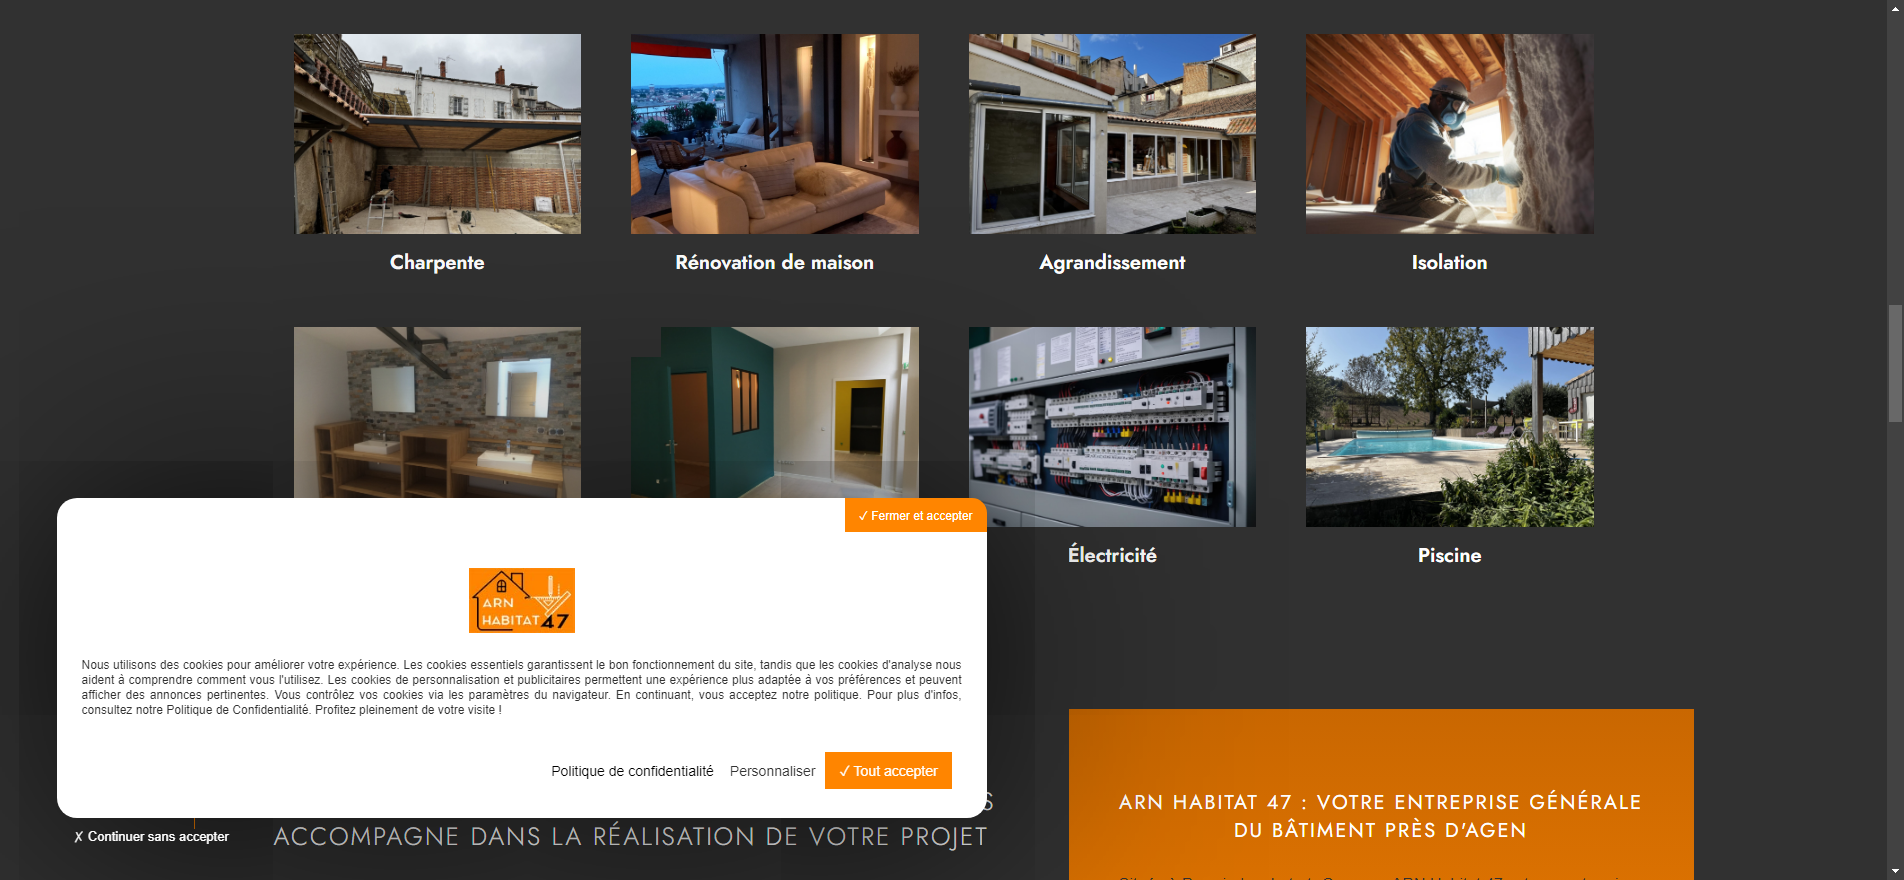 Charpente
Rénovation de maison
Agrandissement
Isolation
✓ Fermer et accepter
Électricité
Piscine
ARN
HABITAT 47
Nous utilisons des cookies pour améliorer votre expérience. Les cookies essentiels garantissent le bon fonctionnement du site, tandis que les cookies d'analyse nous
aident à comprendre comment vous l'utilisez. Les cookies de personnalisation et publicitaires permettent une expérience plus adaptée à vos préférences et peuvent
afficher des annonces pertinentes. Vous contrôlez vos cookies via les paramètres du navigateur. En continuant, vous acceptez notre politique. Pour plus d'infos,
consultez notre Politique de Confidentialité. Profitez pleinement de votre visite !
Politique de confidentialité
Personnaliser
✓ Tout accepter
✗ Continuer sans accepter
ACCOMPAGNE DANS LA RÉALISATION DE VOTRE PROJET
ARN HABITAT 47 : VOTRE ENTREPRISE GÉNÉRALE
DU BÂTIMENT PRÈS D'AGEN